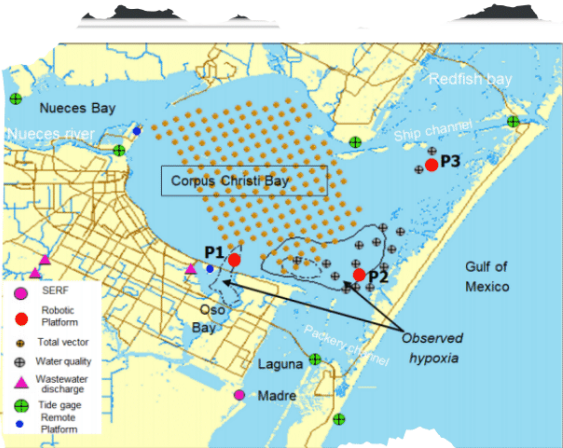 Redfish bay
Nueces Bay
Nueces river
Ship channel
P3
Corpus Christi Bay
P1
P2
Gulf of
Mexico
SERF
Robotic
Platform
Total vector
Water quality
Wastewater
discharge
Tide gage
Remote
Platform
Oso
Bay
Observed
hypoxia
Packery channel
Laguna
Madre